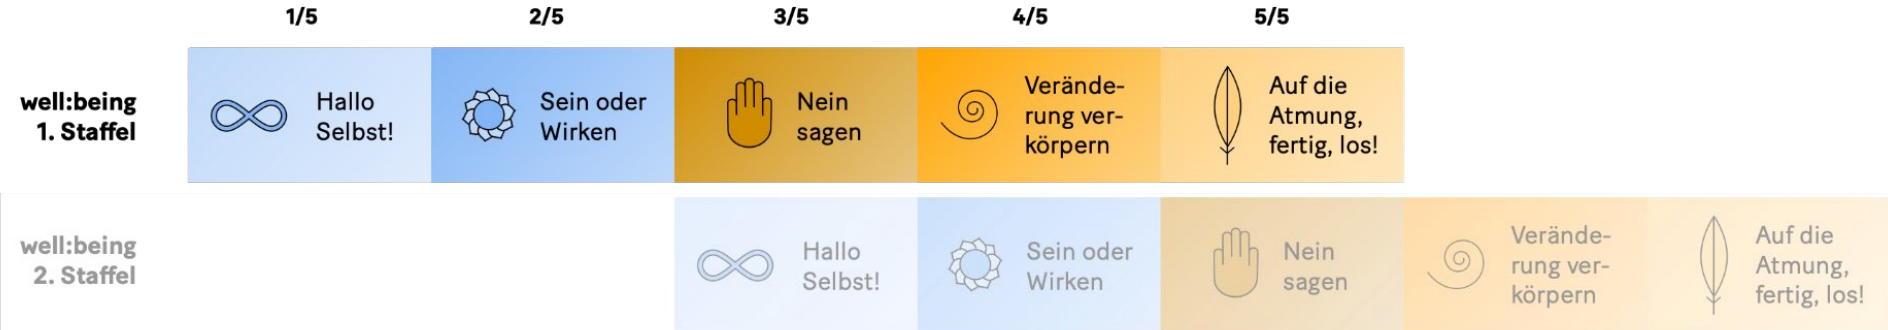 1/5 2/5 3/5 4/5 5/5
well:being
1. Staffel
Hallo
Selbst!
Sein oder
Wirken
Nein
sagen
Verände-
rung ver-
körpern
Auf die
Atmung,
fertig, los!
well:being
2. Staffel
Hallo
Selbst!
Sein oder
Wirken
Nein
sagen
Verände-
rung ver-
körpern
Auf die
Atmung,
fertig, los!